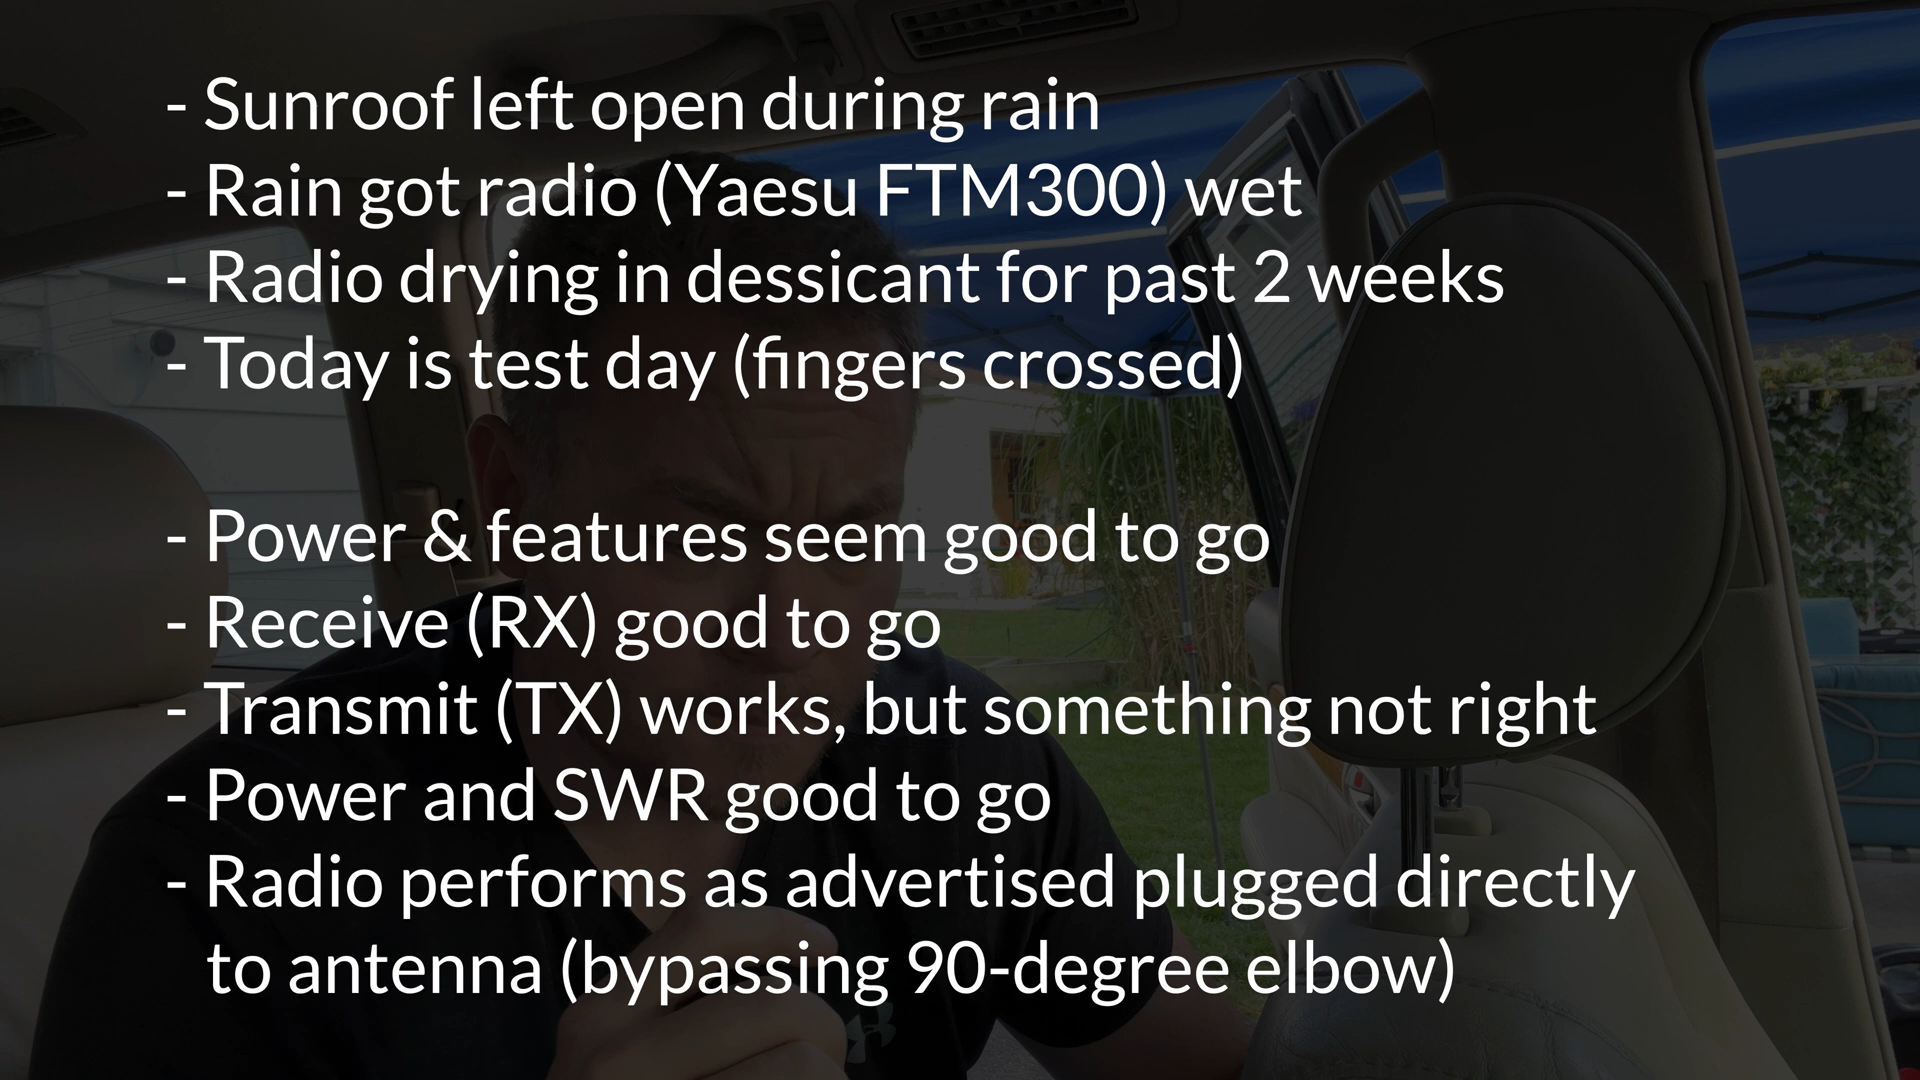 - Sunroof left open during rain
- Rain got radio (Yaesu FTM300) wet
- Radio drying in dessicant for past 2 weeks
- Today is test day (fingers crossed)
- Power & features seem good to go
- Receive (RX) good to go
- Transmit (TX) works, but something not right
- Power and SWR good to go
- Radio performs as advertised plugged directly
to antenna (bypassing 90-degree elbow)